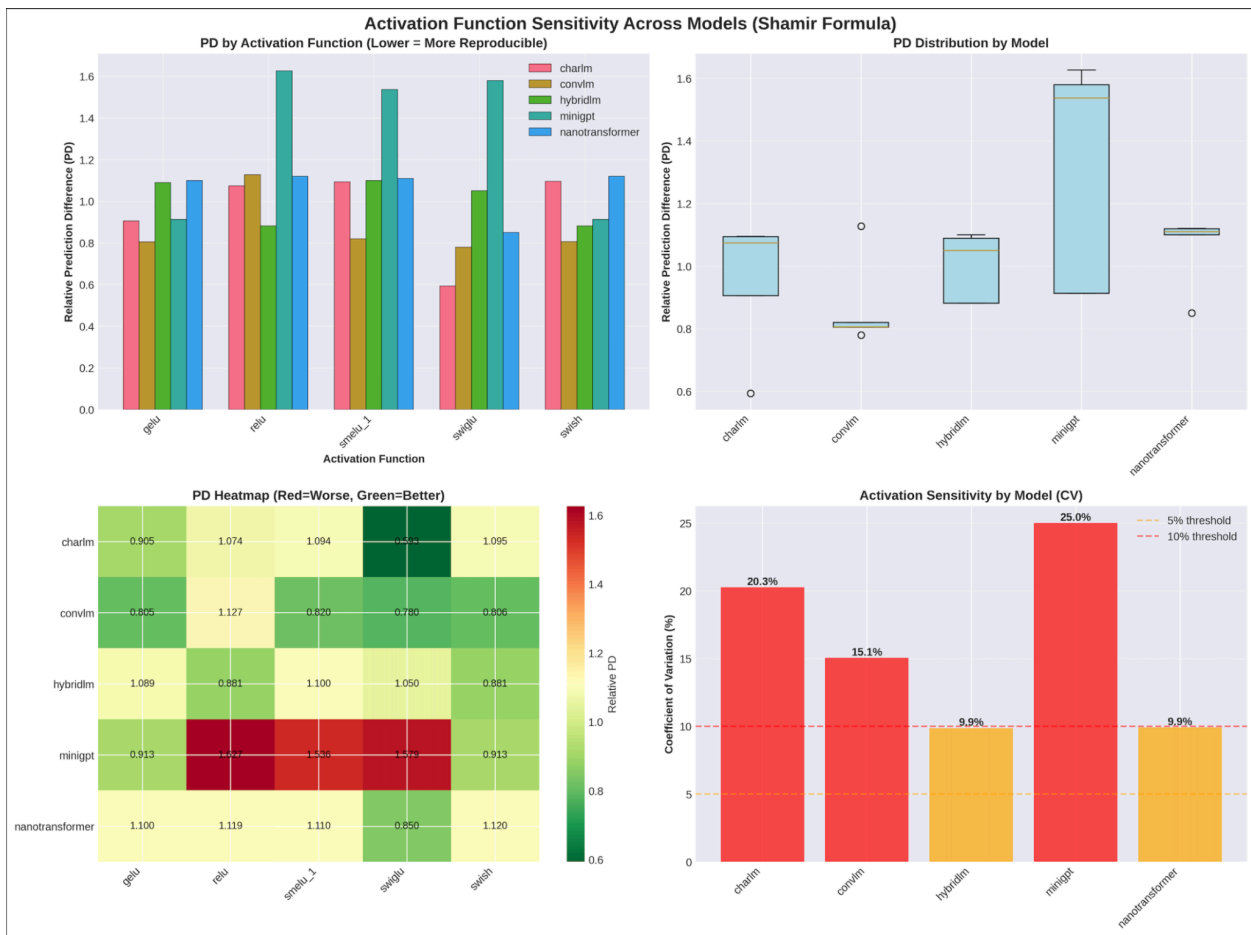 Activation Function Sensitivity Across Models (Shamir Formula)
PD by Activation Function (Lower = More Reproducible)
Relative Prediction Difference (PD)
1.6
1.4
1.2
1.0
0.8
0.6
0.4
0.2
0.0
charlm
convlm
hybridlm
minigpt
nanotransformer
gelu
relu
smelu_1
swiglu
swish
Activation Function
PD Distribution by Model
Relative Prediction Difference (PD)
1.6
1.4
1.2
1.0
0.8
0.6
charlm
convlm
hybridlm
minigpt
nanotransformer
PD Heatmap (Red=Worse, Green=Better)
charlm 0.905 1.074 1.094 0.593 1.095
convlm 0.805 1.127 0.820 0.780 0.806
hybridlm 1.089 0.881 1.100 1.050 0.881
minigpt 0.913 1.627 1.536 1.579 0.913
nanotransformer 1.100 1.119 1.110 0.850 1.120
gelu
relu
smelu_1
swiglu
swish
1.6
1.4
1.2
1.0
0.8
0.6
Relative PD
Activation Sensitivity by Model (CV)
Coefficient of Variation (%)
25
20
15
10
5
0
20.3%
15.1%
9.9%
25.0%
9.9%
5% threshold
10% threshold
charlm
convlm
hybridlm
minigpt
nanotransformer